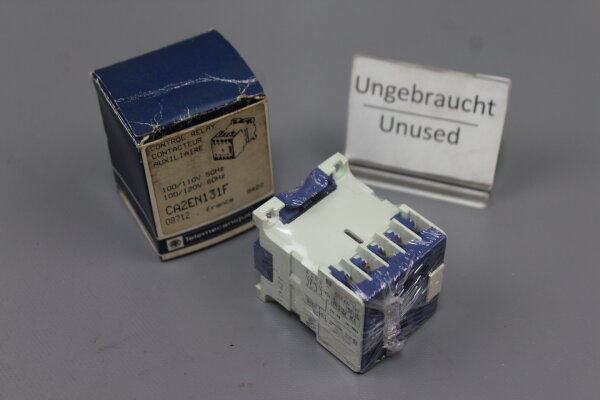 CONTROL RELAY
CONTACTEUR
AUXILIAIRE
100/110V 50Hz
100/120V 60Hz
CA2EN131F
08712 . France
Telemecanique
Ungebraucht
Unused